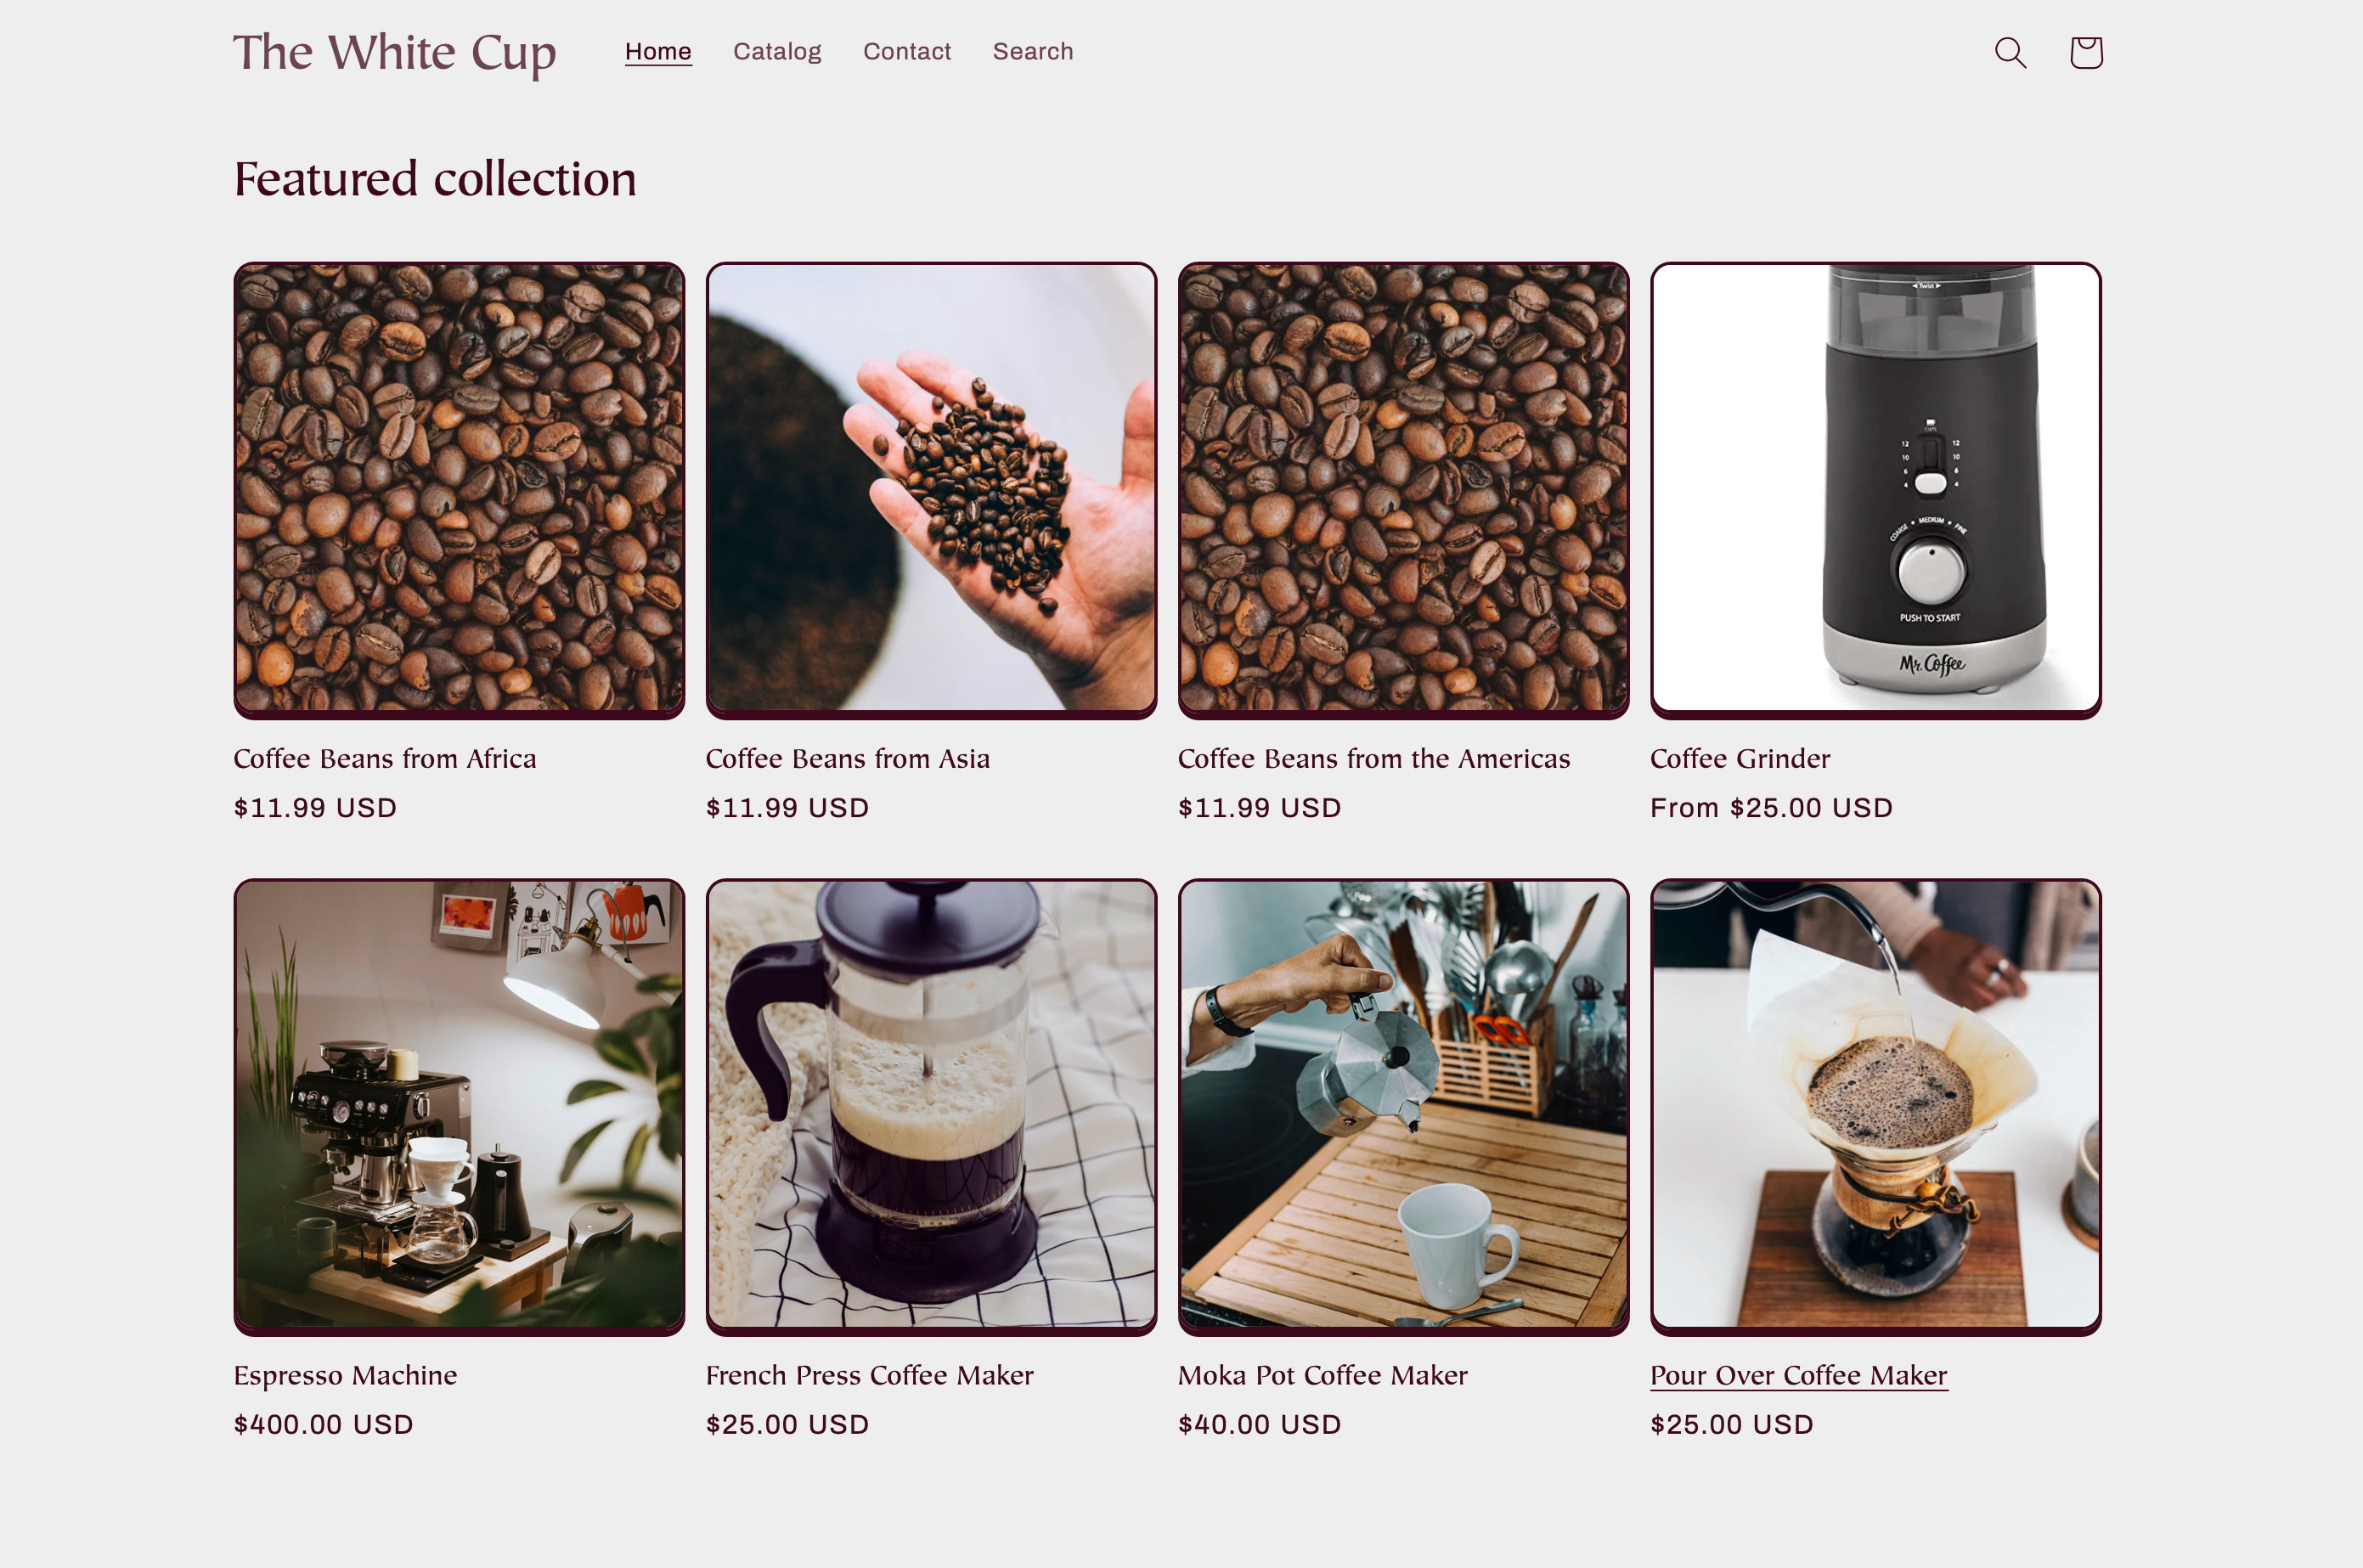 The White Cup
Home
Catalog
Contact
Search
Featured collection
Twist
CUPS
12 12
10 10
6 6
4 4
COARSE • MEDIUM • FINE
PUSH TO START
Mr. Coffee
Coffee Beans from Africa
$11.99 USD
Coffee Beans from Asia
$11.99 USD
Coffee Beans from the Americas
$11.99 USD
Coffee Grinder
From $25.00 USD
Espresso Machine
$400.00 USD
French Press Coffee Maker
$25.00 USD
Moka Pot Coffee Maker
$40.00 USD
Pour Over Coffee Maker
$25.00 USD